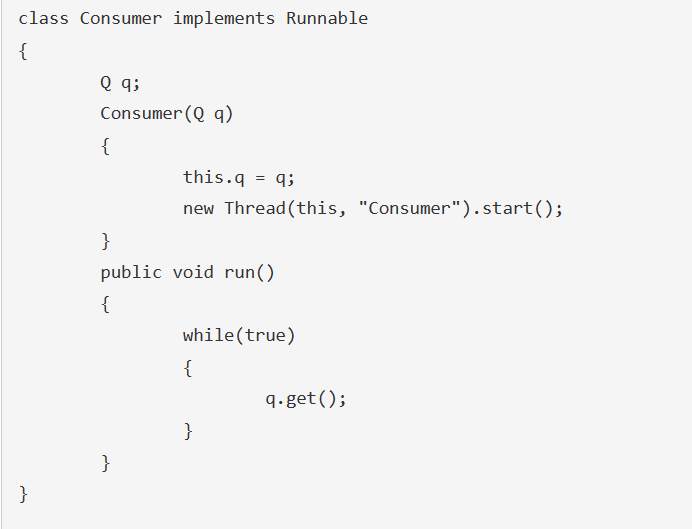 class Consumer implements Runnable
{
        Q q;
        Consumer(Q q)
        {
                this.q = q;
                new Thread(this, "Consumer").start();
        }
        public void run()
        {
                while(true)
                {
                        q.get();
                }
        }
}